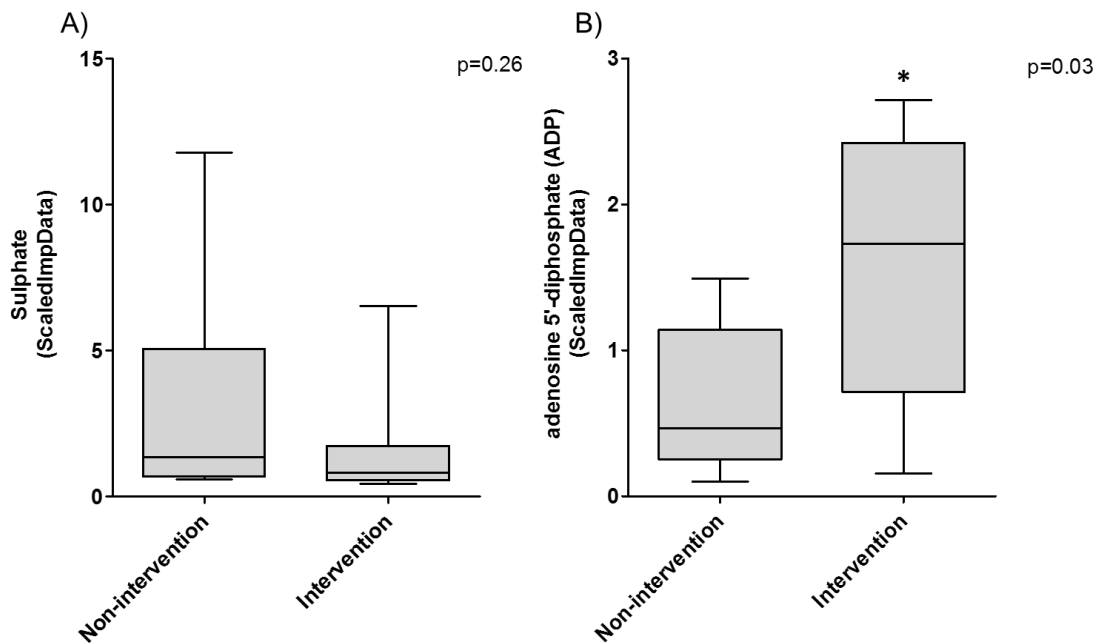 A)
p=0.26
15
10
5
0
Sulphate
(ScaledImpData)
Non-intervention
Intervention
B)
p=0.03
*
3
2
1
0
adenosine 5'-diphosphate (ADP)
(ScaledImpData)
Non-intervention
Intervention